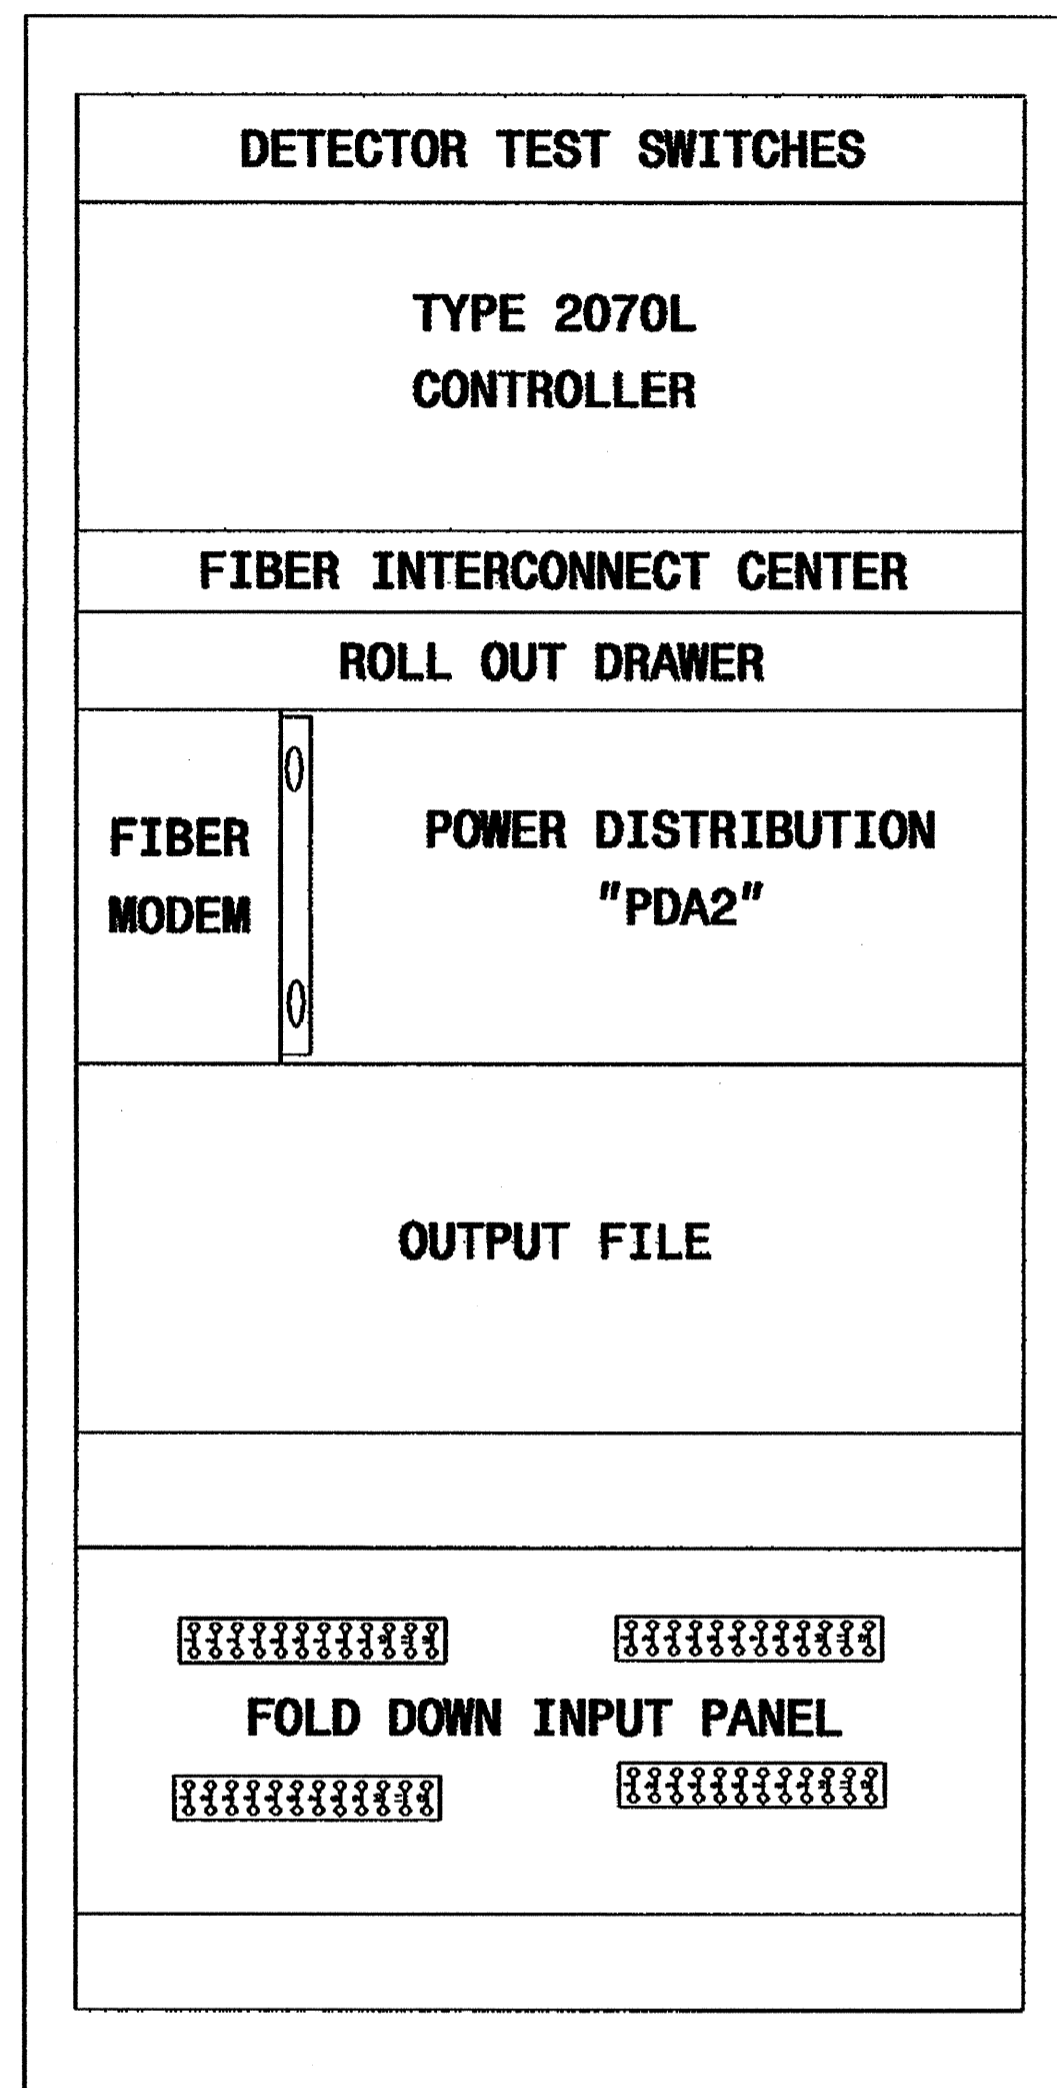 DETECTOR TEST SWITCHES
TYPE 2070L
CONTROLLER
FIBER INTERCONNECT CENTER
ROLL OUT DRAWER
FIBER
MODEM
POWER DISTRIBUTION
"PDA2"
OUTPUT FILE
FOLD DOWN INPUT PANEL